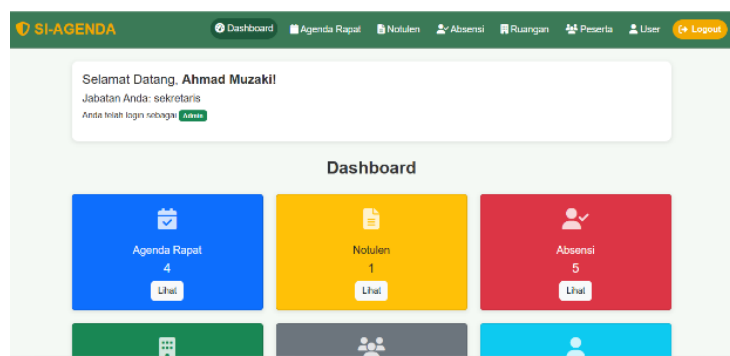 SI-AGENDA Dashboard Agenda Rapat Notulen Absensi Ruangan Peserta User Logout
Selamat Datang, Ahmad Muzaki!
Jabatan Anda: sekretaris
Anda telah login sebagai Admin
Dashboard
Agenda Rapat
4
Lihat
Notulen
1
Lihat
Absensi
5
Lihat